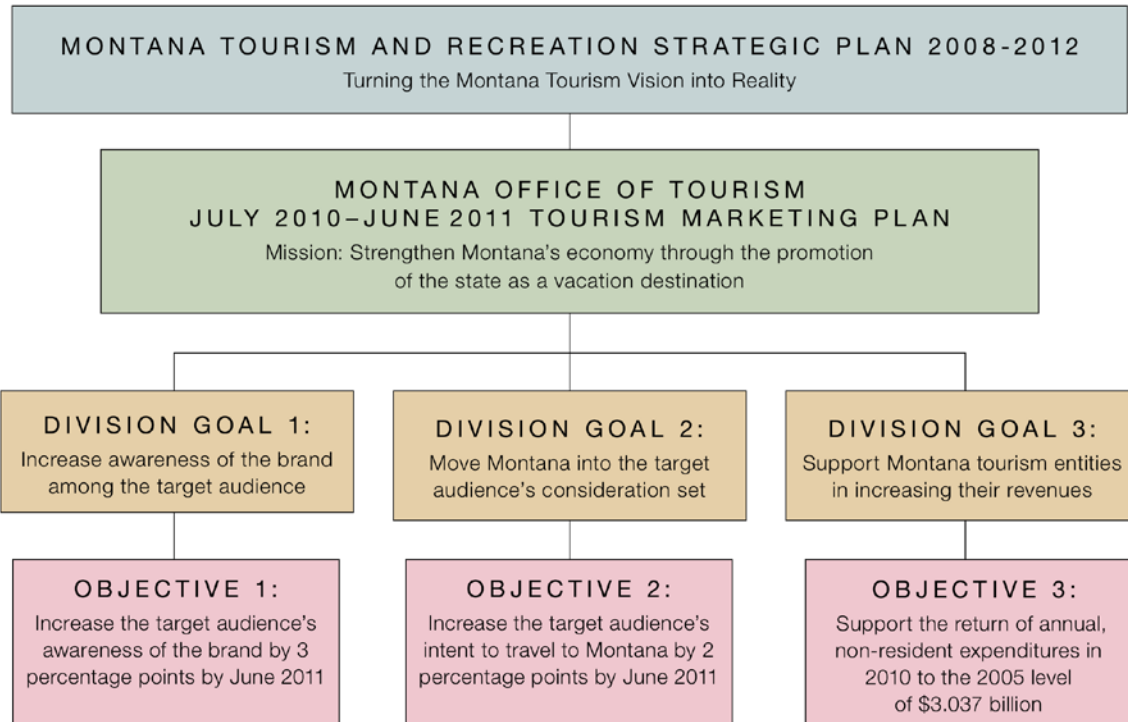 MONTANA TOURISM AND RECREATION STRATEGIC PLAN 2008-2012
Turning the Montana Tourism Vision into Reality
MONTANA OFFICE OF TOURISM
JULY 2010–JUNE 2011 TOURISM MARKETING PLAN
Mission: Strengthen Montana's economy through the promotion
of the state as a vacation destination
DIVISION GOAL 1:
Increase awareness of the brand
among the target audience
DIVISION GOAL 2:
Move Montana into the target
audience's consideration set
DIVISION GOAL 3:
Support Montana tourism entities
in increasing their revenues
OBJECTIVE 1:
Increase the target audience's
awareness of the brand by 3
percentage points by June 2011
OBJECTIVE 2:
Increase the target audience's
intent to travel to Montana by 2
percentage points by June 2011
OBJECTIVE 3:
Support the return of annual,
non-resident expenditures in
2010 to the 2005 level
of $3.037 billion